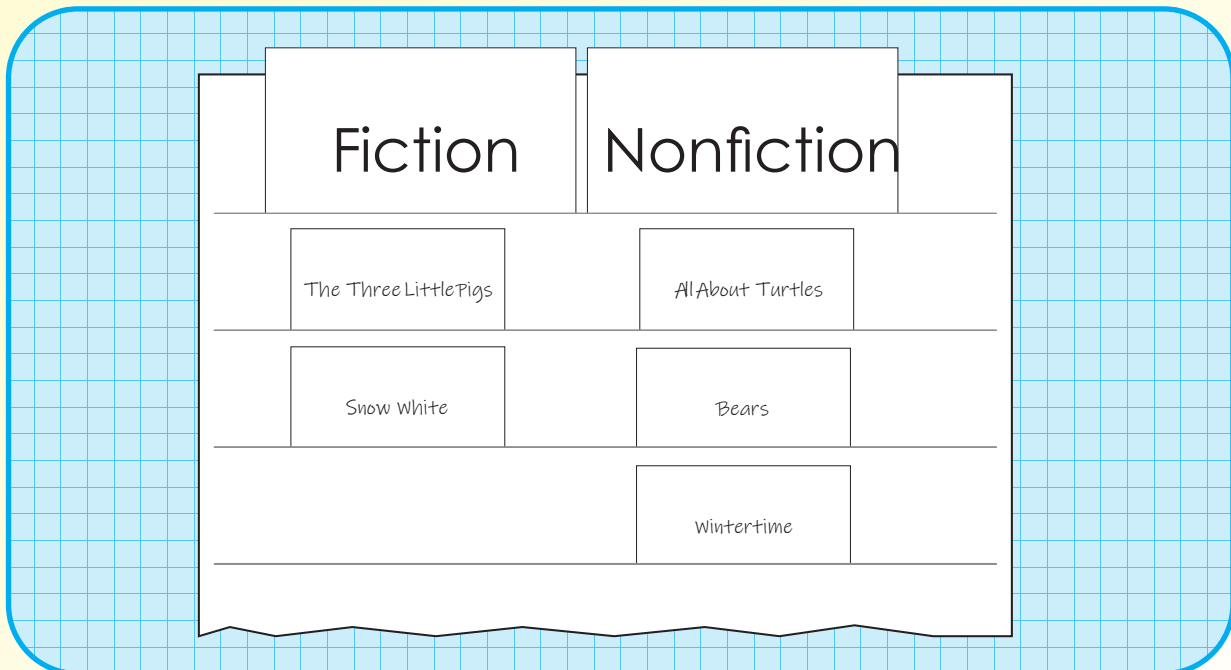 Fiction Nonfiction
The Three Little Pigs All About Turtles
Snow White Bears
Wintertime